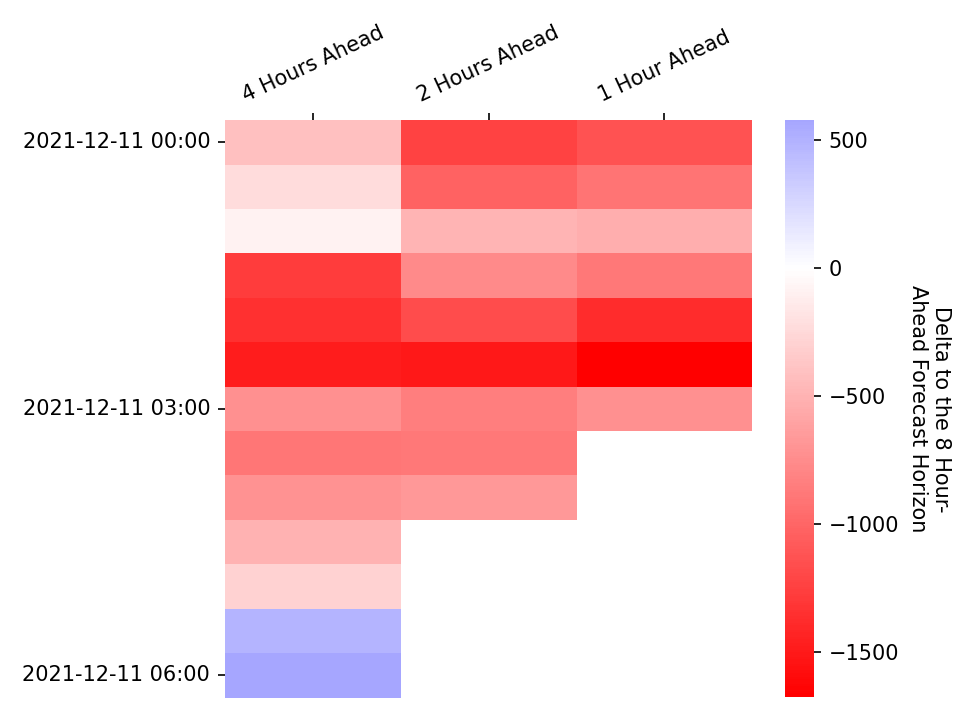 4 Hours Ahead
2 Hours Ahead
1 Hour Ahead
2021-12-11 00:00
2021-12-11 03:00
2021-12-11 06:00
500
0
−500
−1000
−1500
Delta to the 8 Hour-
Ahead Forecast Horizon